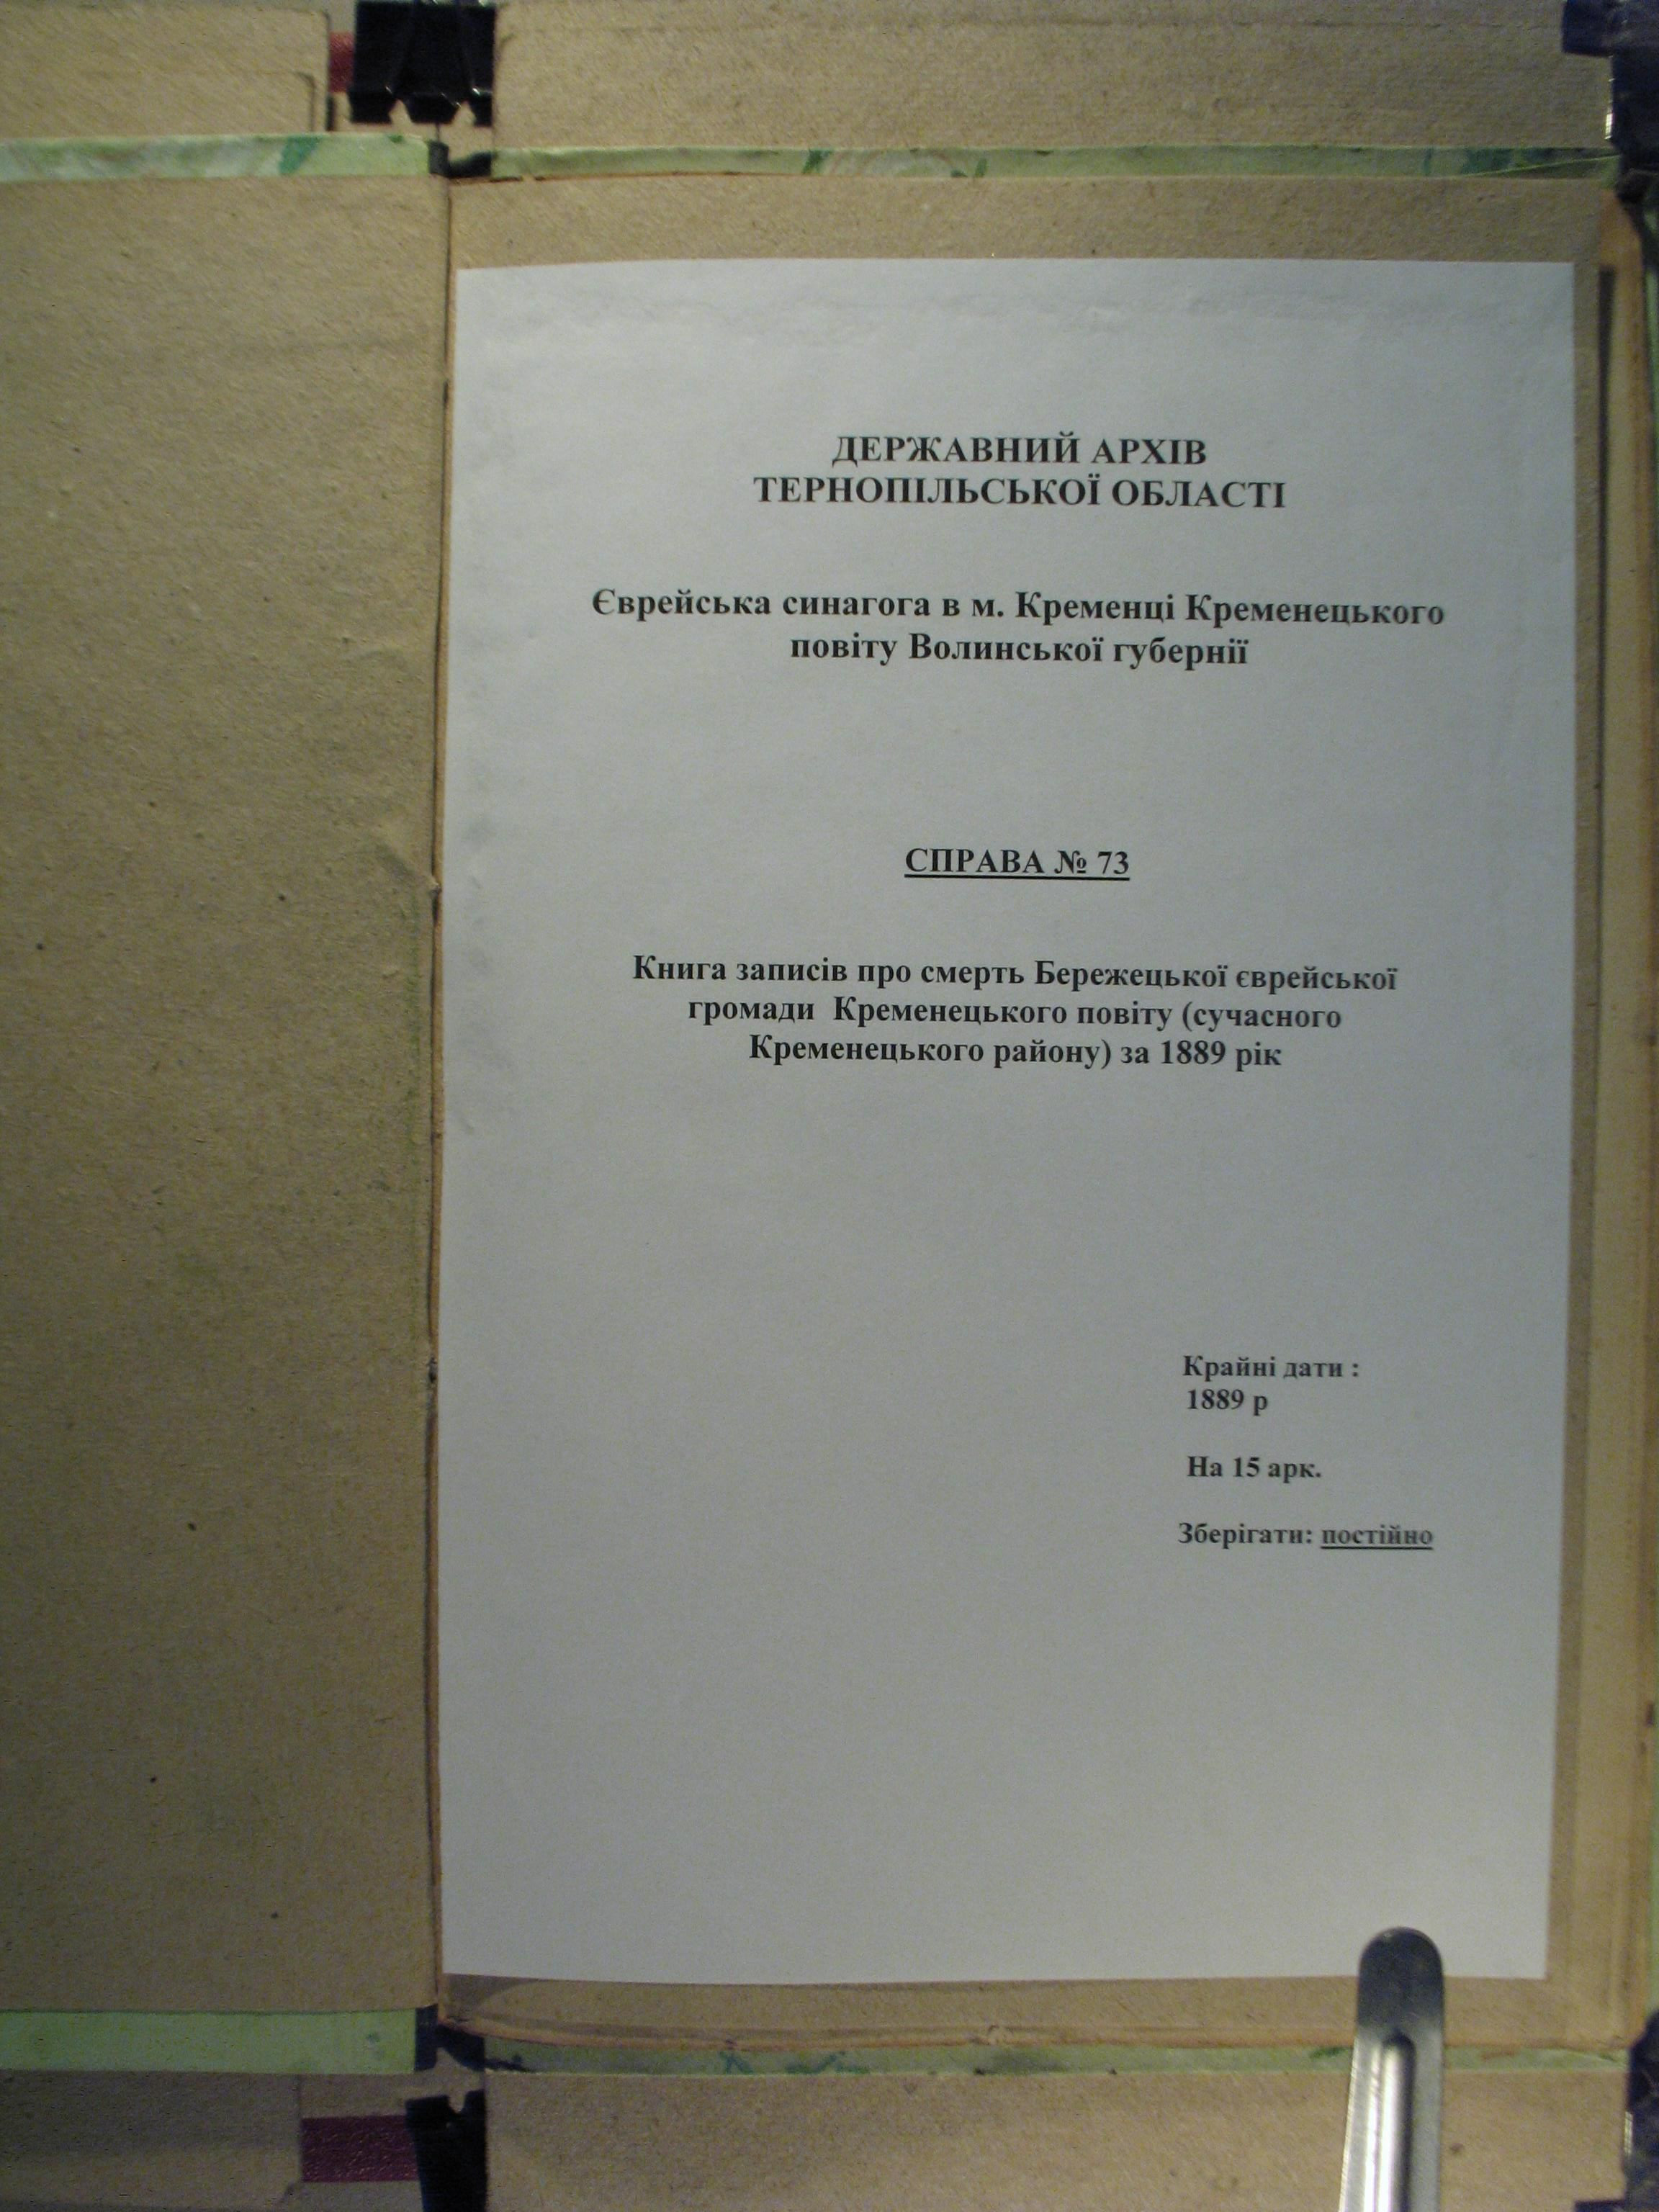 ДЕРЖАВНИЙ АРХІВ
ТЕРНОПІЛЬСЬКОЇ ОБЛАСТІ
Єврейська синагога в м. Кременці Кременецького
повіту Волинської губернії
СПРАВА № 73
Книга записів про смерть Бережецької єврейської
громади Кременецького повіту (сучасного
Кременецького району) за 1889 рік
Крайні дати :
1889 р
На 15 арк.
Зберігати: постійно